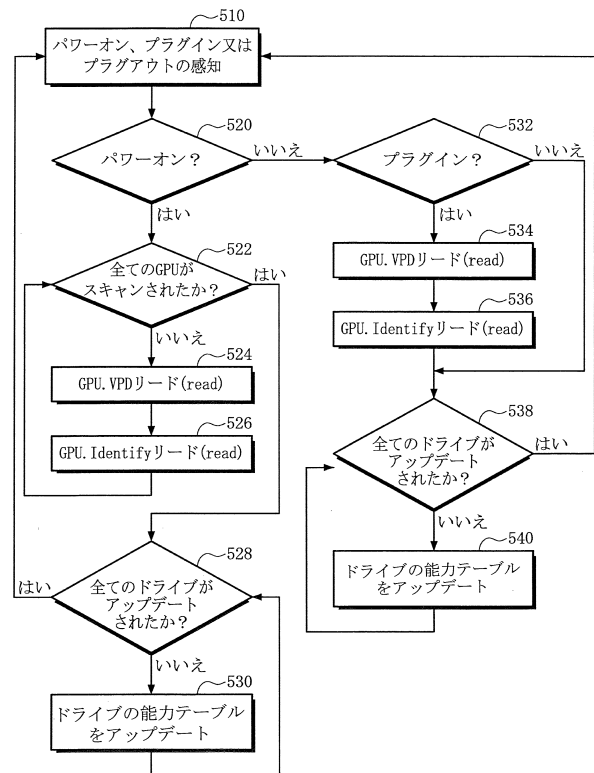 510
パワーオン、プラグイン又は
プラグアウトの感知
520
パワーオン？
いいえ
はい
532
プラグイン？
いいえ
はい
522
全てのGPUが
スキャンされたか？
はい
いいえ
534
GPU.VPDリード(read)
536
GPU.Identifyリード(read)
524
GPU.VPDリード(read)
526
GPU.Identifyリード(read)
538
全てのドライブが
アップデート
されたか？
はい
いいえ
540
ドライブの能力テーブル
をアップデート
528
全てのドライブが
アップデート
されたか？
はい
いいえ
530
ドライブの能力テーブル
をアップデート